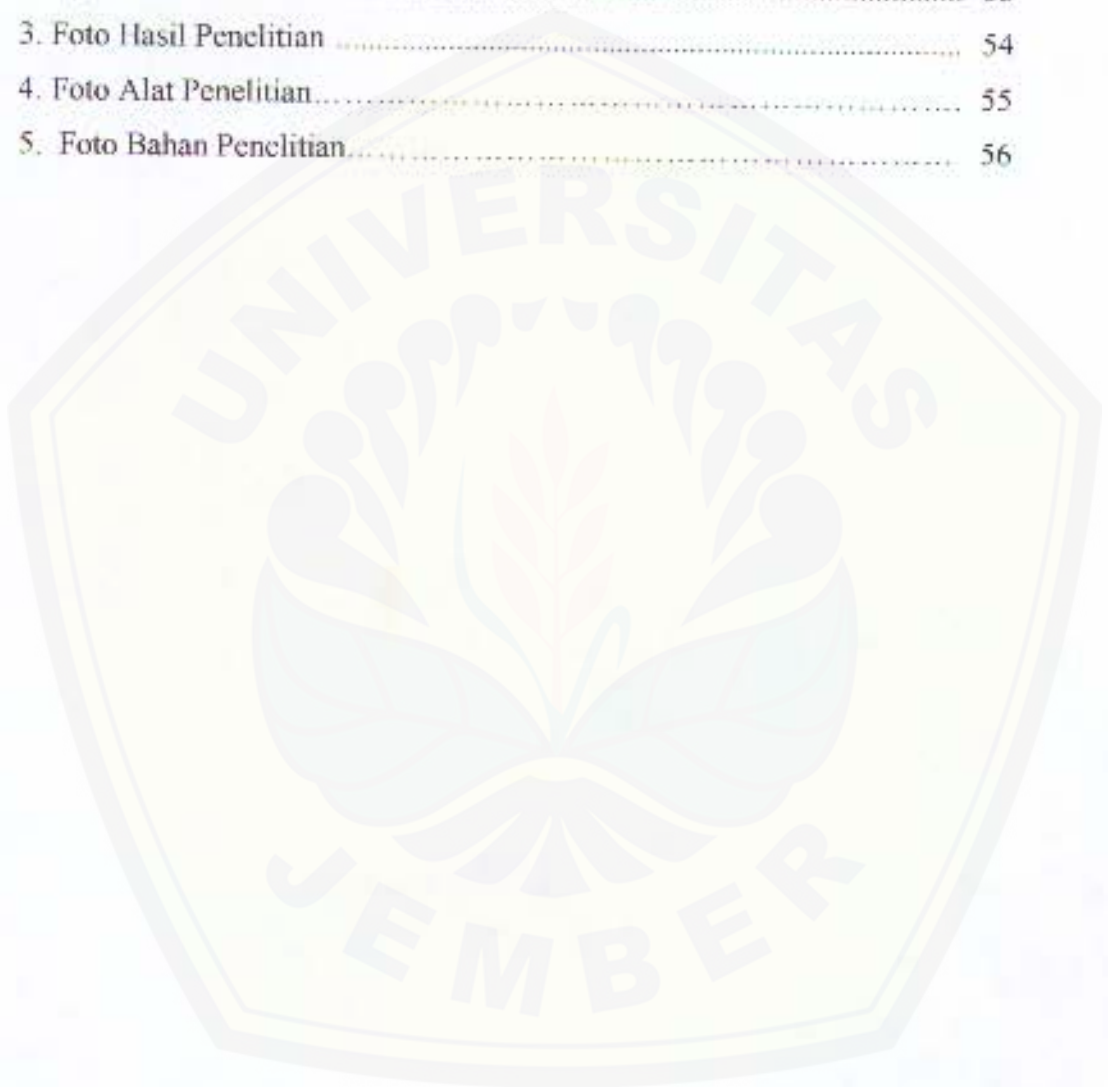 3. Foto Hasil Penelitian ........................ 54
4. Foto Alat Penelitian ........................ 55
5. Foto Bahan Penelitian ........................ 56
UNIVERSITAS
JEMBER